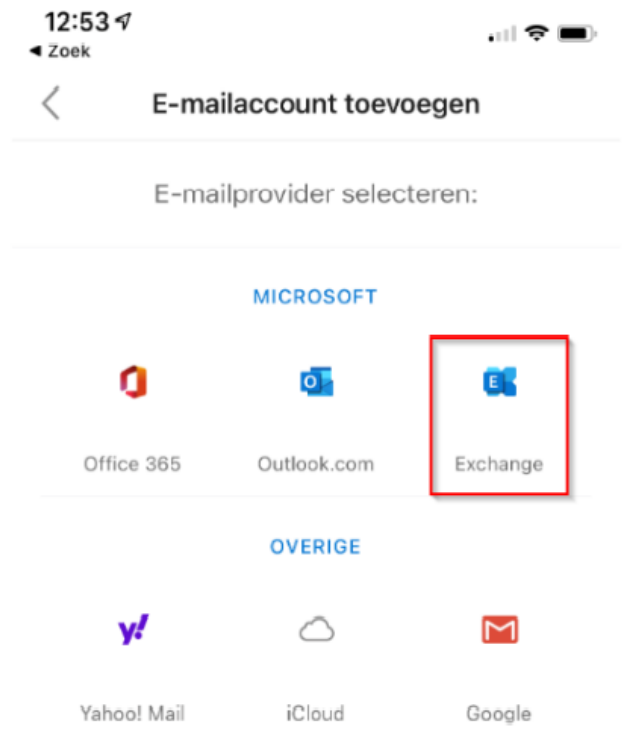 12:53
Zoek
E-mailaccount toevoegen
E-mailprovider selecteren:
MICROSOFT
Office 365
Outlook.com
Exchange
OVERIGE
Yahoo! Mail
iCloud
Google